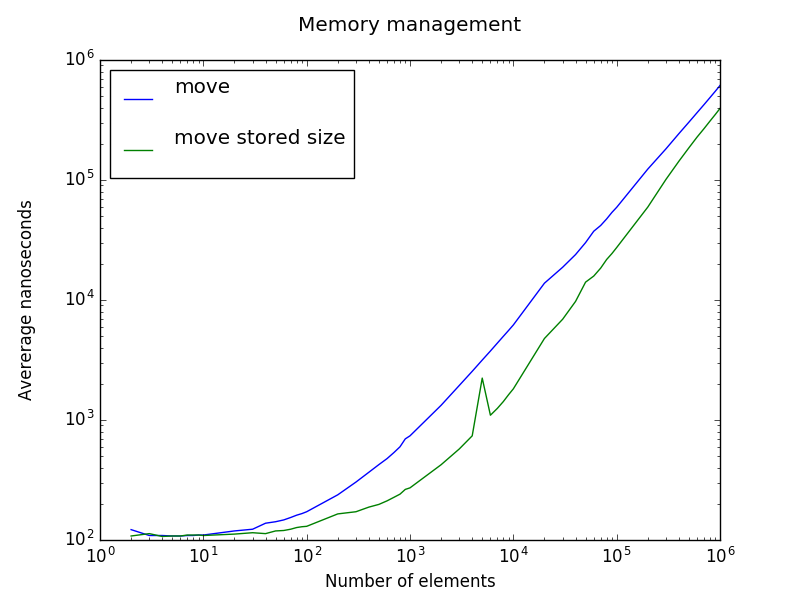 Memory management
move
move stored size
Avererage nanoseconds
10^6
10^5
10^4
10^3
10^2
10^0 10^1 10^2 10^3 10^4 10^5 10^6
Number of elements